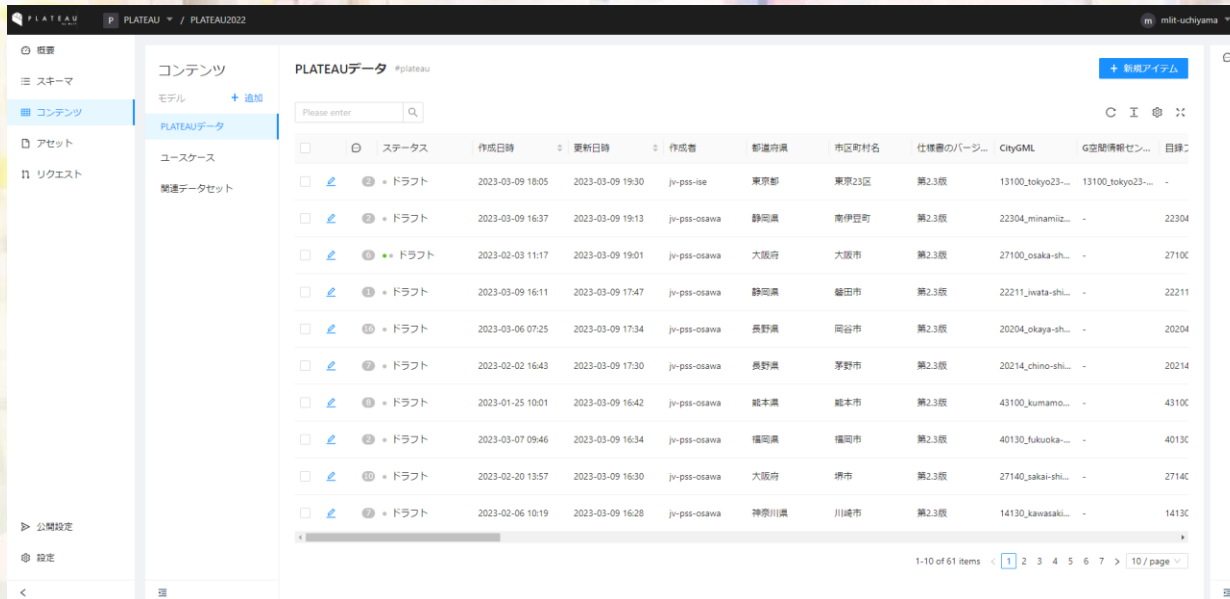 PLATEAU
by MLIT
P PLATEAU / PLATEAU2022
m mlit-uchiyama
概要
スキーマ
コンテンツ
アセット
リクエスト
公開設定
設定
コンテンツ
モデル + 追加
PLATEAUデータ
ユースケース
関連データセット
PLATEAUデータ #plateau
+ 新規アイテム
Please enter
ステータス 作成日時 更新日時 作成者 都道府県 市区町村名 仕様書のバージ... CityGML G空間情報セン... 目録
2 ドラフト 2023-03-09 18:05 2023-03-09 19:30 jv-pss-ise 東京都 東京23区 第2.3版 13100_tokyo23-... 13100_tokyo23-... -
2 ドラフト 2023-03-09 16:37 2023-03-09 19:13 jv-pss-osawa 静岡県 南伊豆町 第2.3版 22304_minamiiz... - 22304
6 ドラフト 2023-02-03 11:17 2023-03-09 19:01 jv-pss-osawa 大阪府 大阪市 第2.3版 27100_osaka-sh... - 27100
1 ドラフト 2023-03-09 16:11 2023-03-09 17:47 jv-pss-osawa 静岡県 磐田市 第2.3版 22211_iwata-shi... - 22211
16 ドラフト 2023-03-06 07:25 2023-03-09 17:34 jv-pss-osawa 長野県 岡谷市 第2.3版 20204_okaya-sh... - 20204
2 ドラフト 2023-02-02 16:43 2023-03-09 17:30 jv-pss-osawa 長野県 茅野市 第2.3版 20214_chino-shi... - 20214
8 ドラフト 2023-01-25 10:01 2023-03-09 16:42 jv-pss-osawa 熊本県 熊本市 第2.3版 43100_kumamo... - 43100
2 ドラフト 2023-03-07 09:46 2023-03-09 16:34 jv-pss-osawa 福岡県 福岡市 第2.3版 40130_fukuoka-... - 40130
10 ドラフト 2023-02-20 13:57 2023-03-09 16:30 jv-pss-osawa 大阪府 堺市 第2.3版 27140_sakai-shi... - 27140
7 ドラフト 2023-02-06 10:19 2023-03-09 16:28 jv-pss-osawa 神奈川県 川崎市 第2.3版 14130_kawasaki... - 14130
1-10 of 61 items < 1 2 3 4 5 6 7 > 10 / page